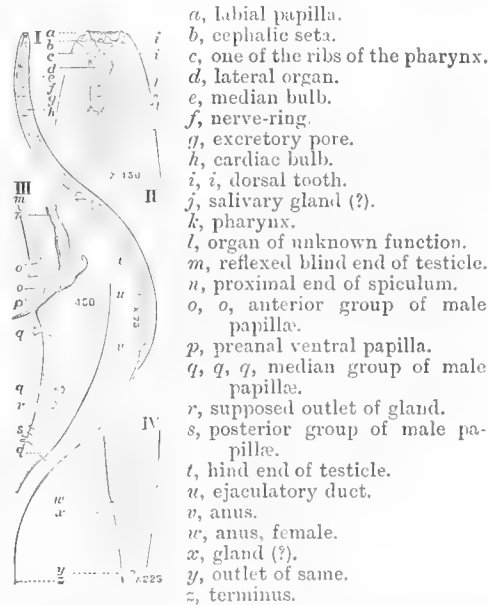 a, labial papilla.
b, cephalic seta.
c, one of the ribs of the pharynx.
d, lateral organ.
e, median bulb.
f, nerve-ring.
g, excretory pore.
h, cardiac bulb.
i, i, dorsal tooth.
j, salivary gland (?).
k, pharynx.
l, organ of unknown function.
m, reflexed blind end of testicle.
n, proximal end of spiculum.
o, o, anterior group of male
papillæ.
p, preanal ventral papilla.
q, q, q, median group of male
papillæ.
r, supposed outlet of gland.
s, posterior group of male pa-
pillæ.
t, hind end of testicle.
u, ejaculatory duct.
v, anus.
w, anus, female.
x, gland (?).
y, outlet of same.
z, terminus.
I
a
b
c
d
e
f
g
h
i
i
× 150
II
III
m
o
o
p
q
q
r
s
q
450
t
u
v
× 75
IV
w
x
y
z
× 225